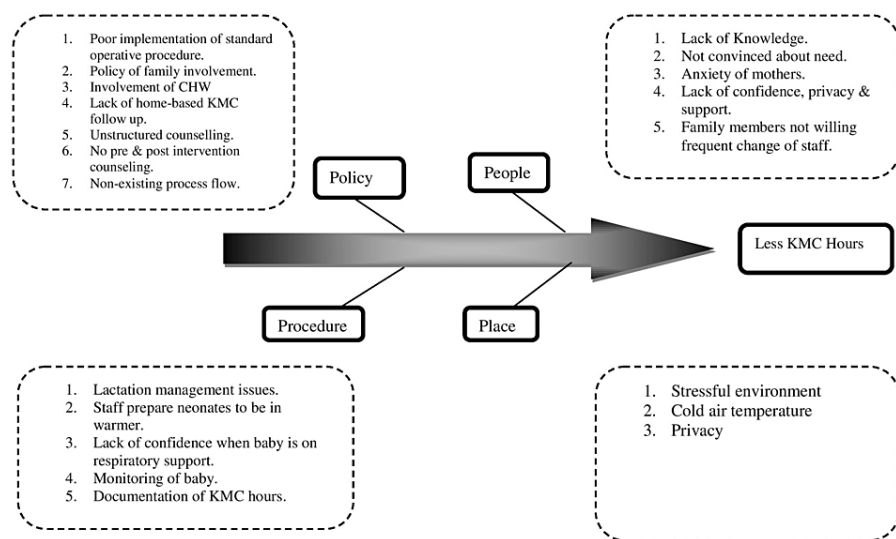 1. Poor implementation of standard
operative procedure.
2. Policy of family involvement.
3. Involvement of CHW
4. Lack of home-based KMC
follow up.
5. Unstructured counselling.
6. No pre & post intervention
counseling.
7. Non-existing process flow.
1. Lack of Knowledge.
2. Not convinced about need.
3. Anxiety of mothers.
4. Lack of confidence, privacy &
support.
5. Family members not willing
frequent change of staff.
Policy
People
Less KMC Hours
Procedure
Place
1. Lactation management issues.
2. Staff prepare neonates to be in
warmer.
3. Lack of confidence when baby is on
respiratory support.
4. Monitoring of baby.
5. Documentation of KMC hours.
1. Stressful environment
2. Cold air temperature
3. Privacy